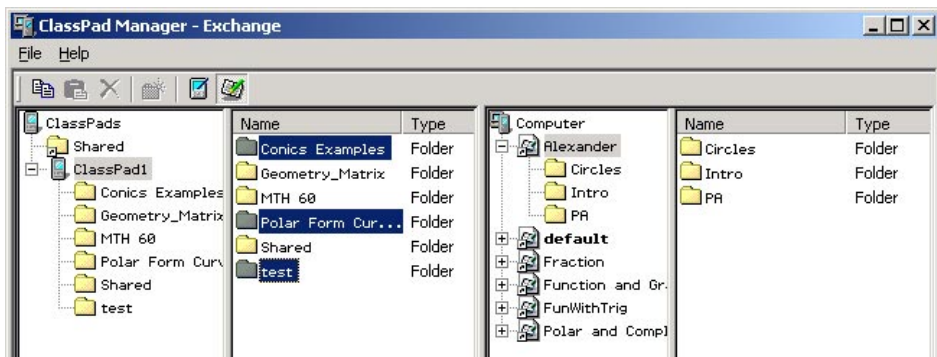 ClassPad Manager - Exchange
File Help
ClassPads
Shared
ClassPad1
Conics Examples
Geometry_Matrix
MTH 60
Polar Form Curv
Shared
test
Name Type
Conics Examples Folder
Geometry_Matrix Folder
MTH 60 Folder
Polar Form Cur... Folder
Shared Folder
test Folder
Computer
Alexander
Circles
Intro
PA
default
Fraction
Function and Gr
FunWithTrig
Polar and Compl
Name Type
Circles Folder
Intro Folder
PA Folder